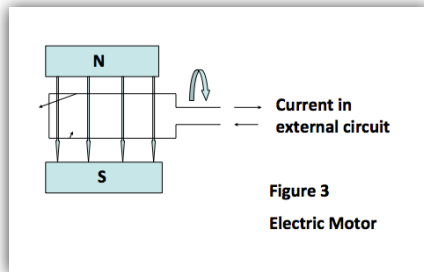 N
Current in
external circuit
S
Figure 3
Electric Motor